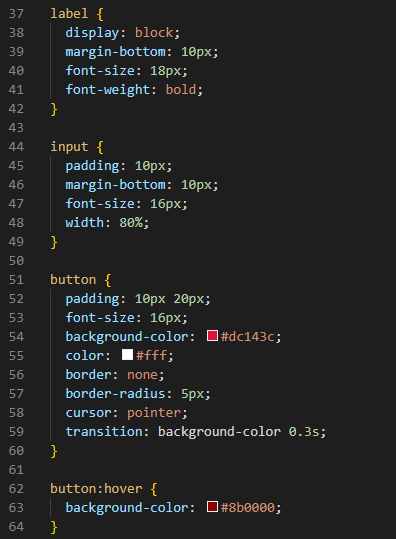 37 label {
38   display: block;
39   margin-bottom: 10px;
40   font-size: 18px;
41   font-weight: bold;
42 }
43
44 input {
45   padding: 10px;
46   margin-bottom: 10px;
47   font-size: 16px;
48   width: 80%;
49 }
50
51 button {
52   padding: 10px 20px;
53   font-size: 16px;
54   background-color: #dc143c;
55   color: #fff;
56   border: none;
57   border-radius: 5px;
58   cursor: pointer;
59   transition: background-color 0.3s;
60 }
61
62 button:hover {
63   background-color: #8b0000;
64 }